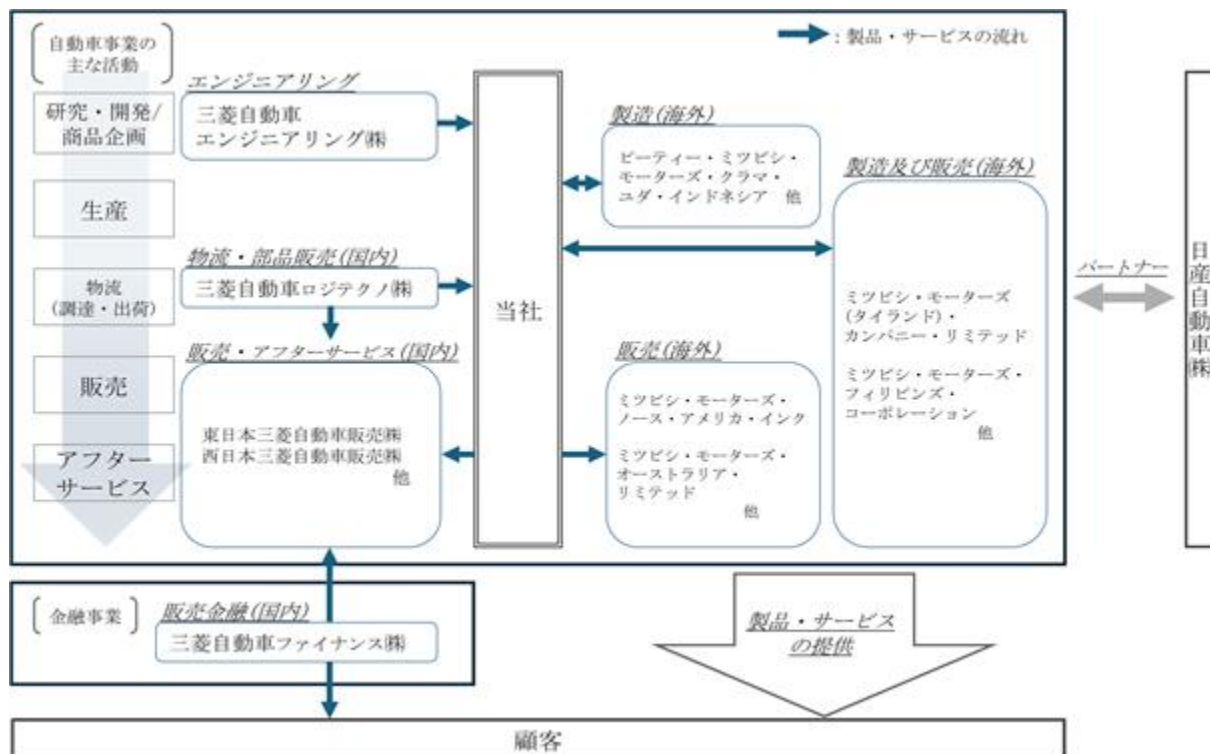 自動車事業の
主な活動
:製品・サービスの流れ
研究・開発/
商品企画
生産
物流
(調達・出荷)
販売
アフター
サービス
エンジニアリング
三菱自動車
エンジニアリング㈱
物流・部品販売(国内)
三菱自動車ロジテクノ㈱
販売・アフターサービス(国内)
東日本三菱自動車販売㈱
西日本三菱自動車販売㈱
他
当社
製造(海外)
ピーティー・ミツビシ・
モーターズ・クラマ・
ユダ・インドネシア 他
販売(海外)
ミツビシ・モーターズ・
ノース・アメリカ・インク
ミツビシ・モーターズ・
オーストラリア・
リミテッド
他
製造及び販売(海外)
ミツビシ・モーターズ
(タイランド)・
カンパニー・リミテッド
ミツビシ・モーターズ・
フィリピンズ・
コーポレーション
他
パートナー
日産自動車㈱
金融事業
販売金融(国内)
三菱自動車ファイナンス㈱
製品・サービス
の提供
顧客